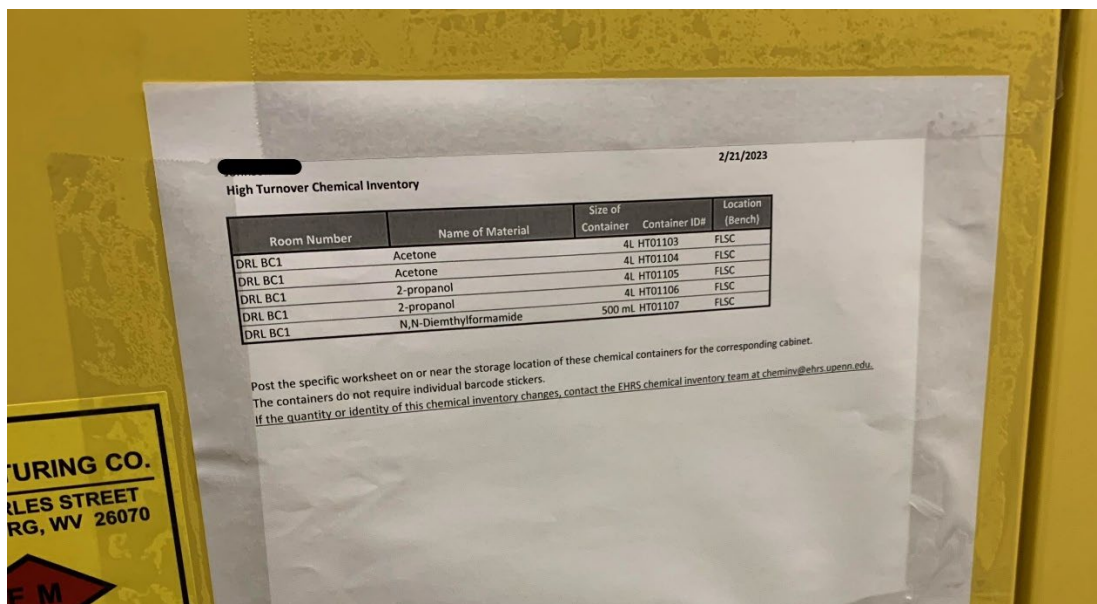 2/21/2023
High Turnover Chemical Inventory
Room Number Name of Material Size of Container Container ID# Location (Bench)
DRL BC1 Acetone 4L HT01103 FLSC
DRL BC1 Acetone 4L HT01104 FLSC
DRL BC1 2-propanol 4L HT01105 FLSC
DRL BC1 2-propanol 4L HT01106 FLSC
DRL BC1 N,N-Diemthylformamide 500 mL HT01107 FLSC
Post the specific worksheet on or near the storage location of these chemical containers for the corresponding cabinet.
The containers do not require individual barcode stickers.
If the quantity or identity of this chemical inventory changes, contact the EHRS chemical inventory team at cheminv@ehrs.upenn.edu.
TURING CO.
RLES STREET
RG, WV 26070
FM